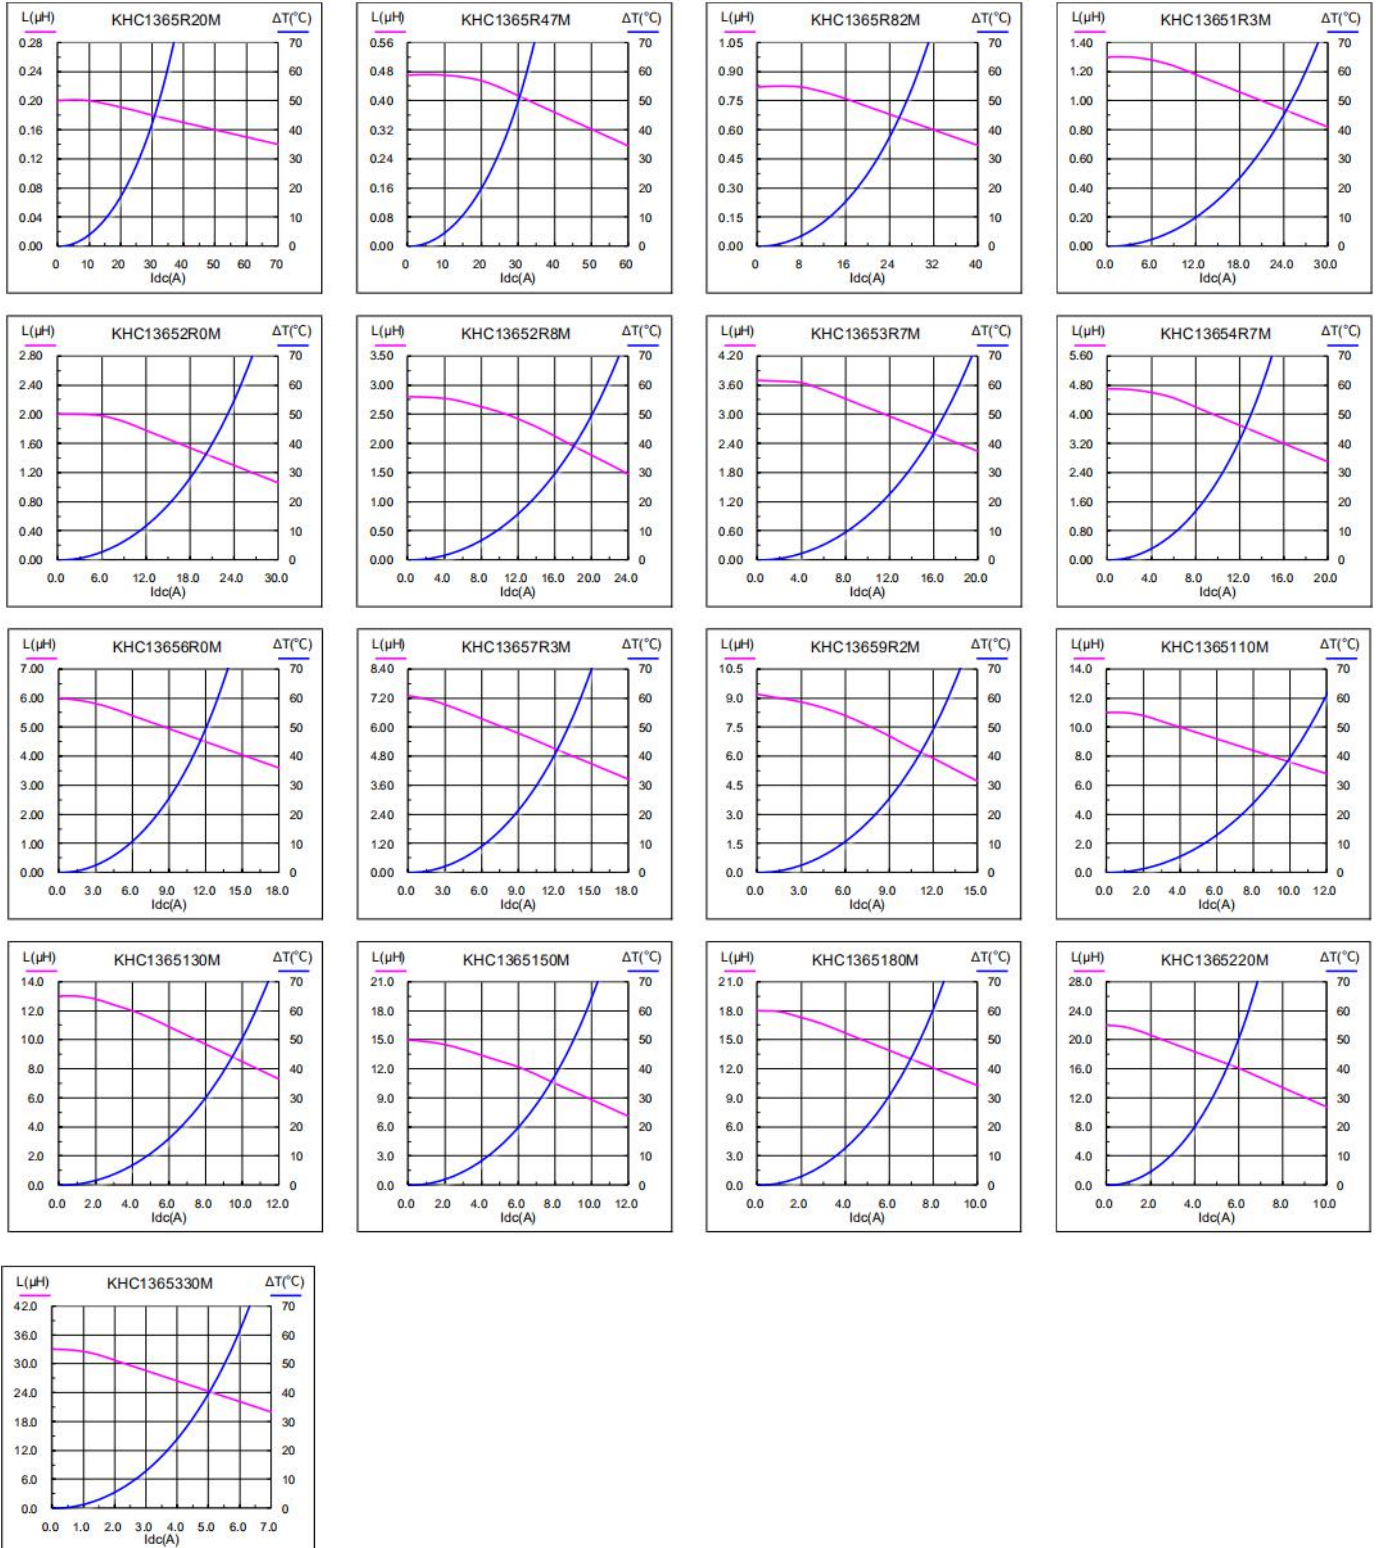 L(μH) KHC1365R20M ΔT(°C)
0.28 70
0.24 60
0.20 50
0.16 40
0.12 30
0.08 20
0.04 10
0.00 0
0 10 20 30 40 50 60 70
Idc(A)
L(μH) KHC1365R47M ΔT(°C)
0.56 70
0.48 60
0.40 50
0.32 40
0.24 30
0.16 20
0.08 10
0.00 0
0 10 20 30 40 50 60
Idc(A)
L(μH) KHC1365R82M ΔT(°C)
1.05 70
0.90 60
0.75 50
0.60 40
0.45 30
0.30 20
0.15 10
0.00 0
0 8 16 24 32 40
Idc(A)
L(μH) KHC13651R3M ΔT(°C)
1.40 70
1.20 60
1.00 50
0.80 40
0.60 30
0.40 20
0.20 10
0.00 0
0.0 6.0 12.0 18.0 24.0 30.0
Idc(A)
L(μH) KHC13652R0M ΔT(°C)
2.80 70
2.40 60
2.00 50
1.60 40
1.20 30
0.80 20
0.40 10
0.00 0
0.0 6.0 12.0 18.0 24.0 30.0
Idc(A)
L(μH) KHC13652R8M ΔT(°C)
3.50 70
3.00 60
2.50 50
2.00 40
1.50 30
1.00 20
0.50 10
0.00 0
0.0 4.0 8.0 12.0 16.0 20.0 24.0
Idc(A)
L(μH) KHC13653R7M ΔT(°C)
4.20 70
3.60 60
3.00 50
2.40 40
1.80 30
1.20 20
0.60 10
0.00 0
0.0 4.0 8.0 12.0 16.0 20.0
Idc(A)
L(μH) KHC13654R7M ΔT(°C)
5.60 70
4.80 60
4.00 50
3.20 40
2.40 30
1.60 20
0.80 10
0.00 0
0.0 4.0 8.0 12.0 16.0 20.0
Idc(A)
L(μH) KHC13656R0M ΔT(°C)
7.00 70
6.00 60
5.00 50
4.00 40
3.00 30
2.00 20
1.00 10
0.00 0
0.0 3.0 6.0 9.0 12.0 15.0 18.0
Idc(A)
L(μH) KHC13657R3M ΔT(°C)
8.40 70
7.20 60
6.00 50
4.80 40
3.60 30
2.40 20
1.20 10
0.00 0
0.0 3.0 6.0 9.0 12.0 15.0 18.0
Idc(A)
L(μH) KHC13659R2M ΔT(°C)
10.5 70
9.0 60
7.5 50
6.0 40
4.5 30
3.0 20
1.5 10
0.0 0
0.0 3.0 6.0 9.0 12.0 15.0
Idc(A)
L(μH) KHC1365110M ΔT(°C)
14.0 70
12.0 60
10.0 50
8.0 40
6.0 30
4.0 20
2.0 10
0.0 0
0.0 2.0 4.0 6.0 8.0 10.0 12.0
Idc(A)
L(μH) KHC1365130M ΔT(°C)
14.0 70
12.0 60
10.0 50
8.0 40
6.0 30
4.0 20
2.0 10
0.0 0
0.0 2.0 4.0 6.0 8.0 10.0 12.0
Idc(A)
L(μH) KHC1365150M ΔT(°C)
21.0 70
18.0 60
15.0 50
12.0 40
9.0 30
6.0 20
3.0 10
0.0 0
0.0 2.0 4.0 6.0 8.0 10.0 12.0
Idc(A)
L(μH) KHC1365180M ΔT(°C)
21.0 70
18.0 60
15.0 50
12.0 40
9.0 30
6.0 20
3.0 10
0.0 0
0.0 2.0 4.0 6.0 8.0 10.0
Idc(A)
L(μH) KHC1365220M ΔT(°C)
28.0 70
24.0 60
20.0 50
16.0 40
12.0 30
8.0 20
4.0 10
0.0 0
0.0 2.0 4.0 6.0 8.0 10.0
Idc(A)
L(μH) KHC1365330M ΔT(°C)
42.0 70
36.0 60
30.0 50
24.0 40
18.0 30
12.0 20
6.0 10
0.0 0
0.0 1.0 2.0 3.0 4.0 5.0 6.0 7.0
Idc(A)